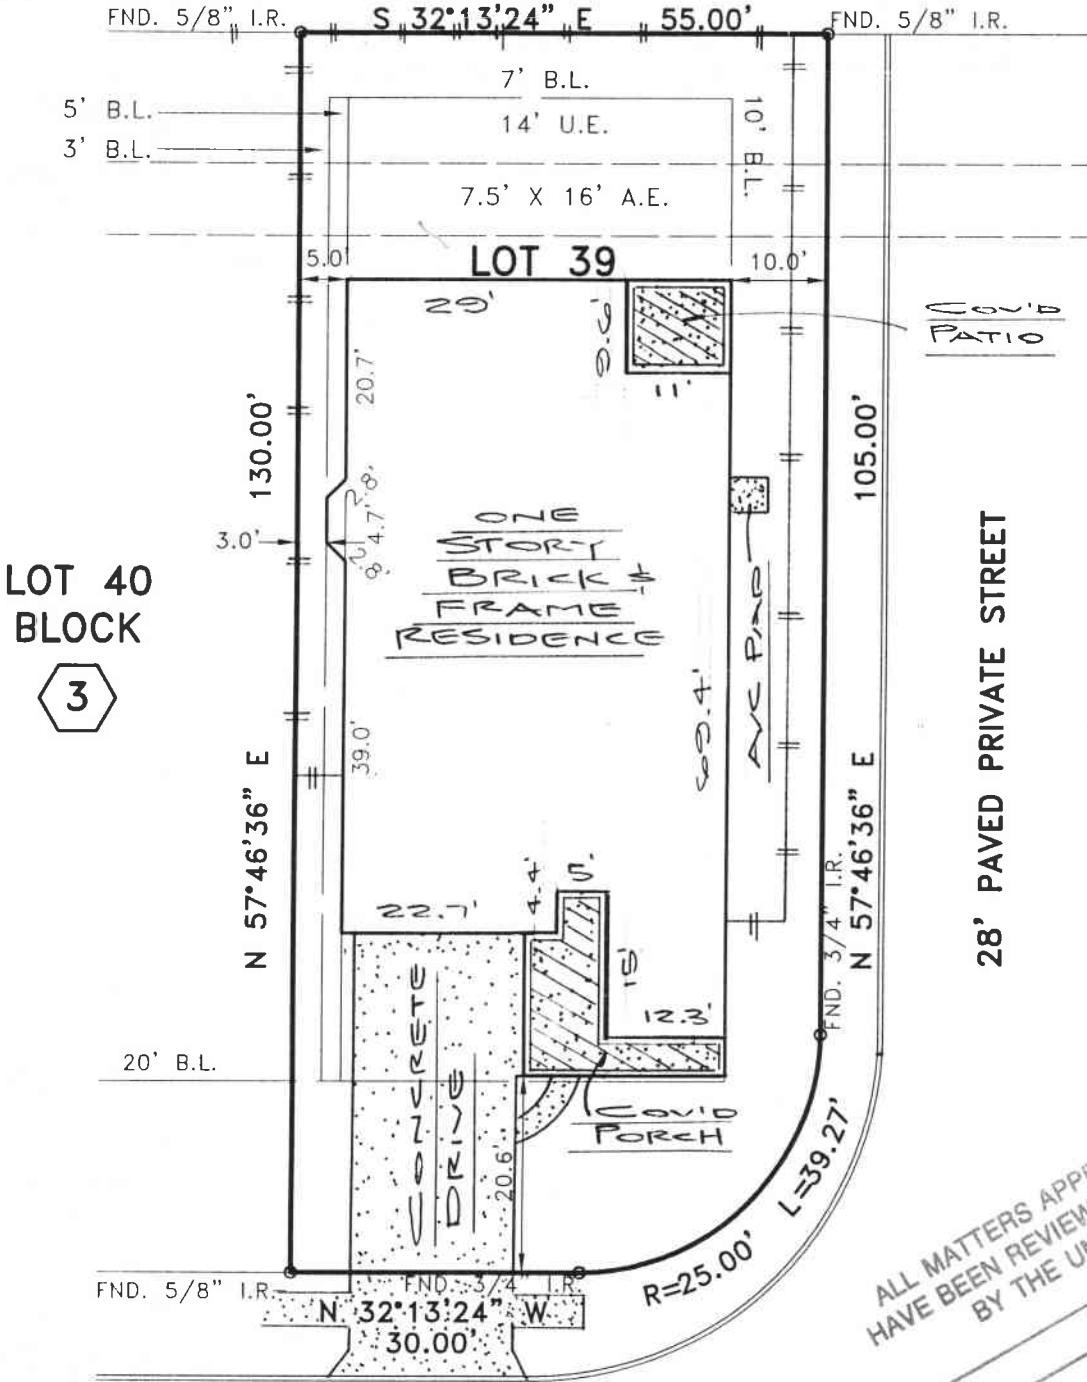 FND. 5/8" I.R.
S 32°13'24" E 55.00'
FND. 5/8" I.R.
7' B.L.
5' B.L.
14' U.E.
10' B.L.
3' B.L.
7.5' X 16' A.E.
5.0'
LOT 39
10.0'
29'
9.6'
COV'D
PATIO
11'
20.7'
130.00'
105.00'
2.8'
4.7'
2.8'
3.0'
ONE
STORY
BRICK &
FRAME
RESIDENCE
LOT 40
BLOCK
3
A/C PAD
69.4'
28' PAVED PRIVATE STREET
39.0'
N 57°46'36" E
N 57°46'36" E
FND. 3/4" I.R.
22.7'
4.4'
5'
15'
12.3'
CONCRETE
DRIVE
20' B.L.
COV'D
PORCH
20.6'
L=39.27'
R=25.00'
FND. 5/8" I.R.
FND. 3/4" I.R.
N 32°13'24" W
30.00'
ALL MATTERS APPE
HAVE BEEN REVIEW
BY THE UN